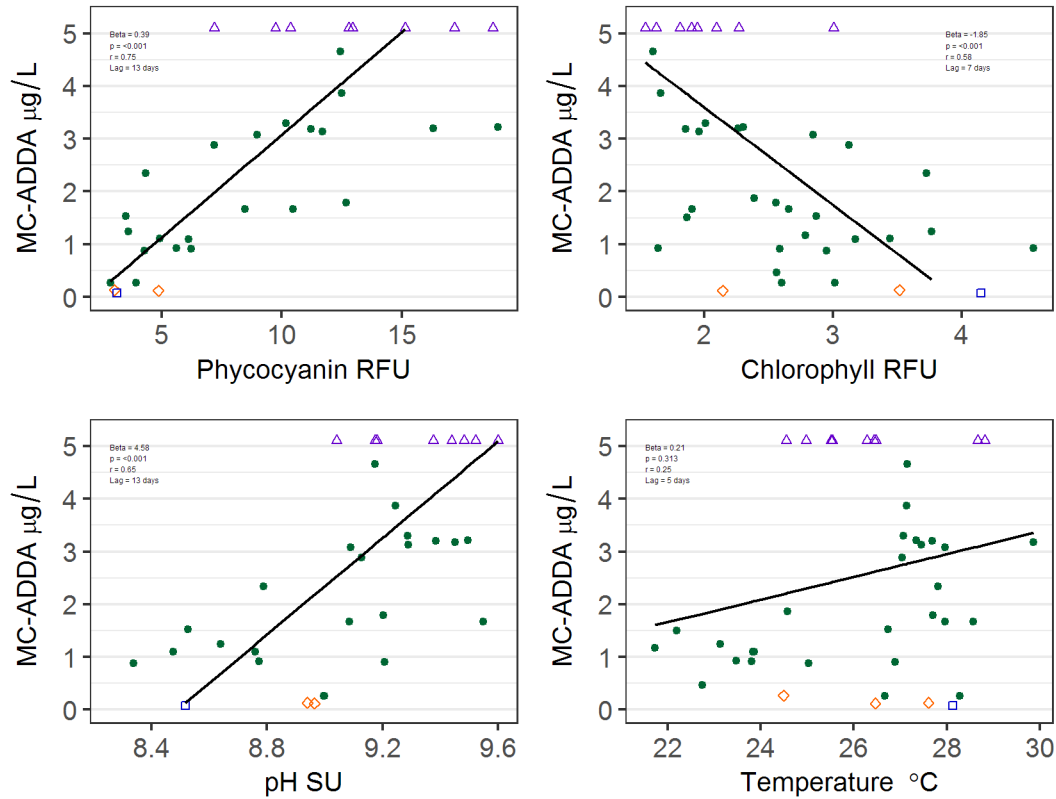 MC-ADDA µg/L
5
4
3
2
1
0
Beta = 0.39
p = <0.001
r = 0.75
Lag = 13 days
5 10 15
Phycocyanin RFU
MC-ADDA µg/L
5
4
3
2
1
0
Beta = -1.85
p = <0.001
r = 0.58
Lag = 7 days
2 3 4
Chlorophyll RFU
MC-ADDA µg/L
5
4
3
2
1
0
Beta = 4.58
p = <0.001
r = 0.65
Lag = 13 days
8.4 8.8 9.2 9.6
pH SU
MC-ADDA µg/L
5
4
3
2
1
0
Beta = 0.21
p = 0.313
r = 0.25
Lag = 5 days
22 24 26 28 30
Temperature °C